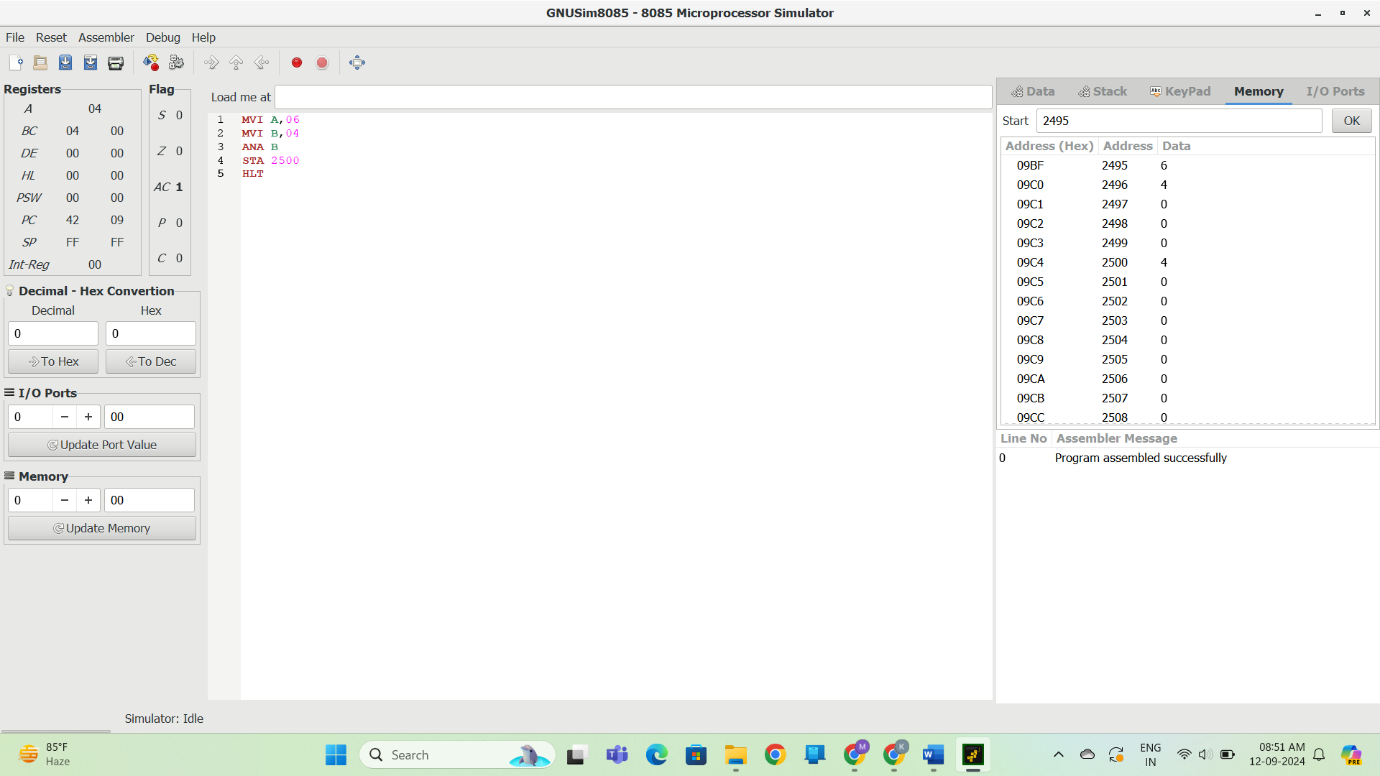 GNUSim8085 - 8085 Microprocessor Simulator
File Reset Assembler Debug Help
Registers
A 04
BC 04 00
DE 00 00
HL 00 00
PSW 00 00
PC 42 09
SP FF FF
Int-Reg 00
Flag
S 0
Z 0
AC 1
P 0
C 0
Decimal - Hex Convertion
Decimal Hex
0 0
To Hex To Dec
I/O Ports
0 − + 00
Update Port Value
Memory
0 − + 00
Update Memory
Load me at
1 MVI A,06
2 MVI B,04
3 ANA B
4 STA 2500
5 HLT
Data Stack Abc KeyPad Memory I/O Ports
Start 2495 OK
Address (Hex) Address Data
09BF 2495 6
09C0 2496 4
09C1 2497 0
09C2 2498 0
09C3 2499 0
09C4 2500 4
09C5 2501 0
09C6 2502 0
09C7 2503 0
09C8 2504 0
09C9 2505 0
09CA 2506 0
09CB 2507 0
09CC 2508 0
Line No Assembler Message
0 Program assembled successfully
Simulator: Idle
85°F
Haze
Search
M
K
ENG
IN
08:51 AM
12-09-2024
PRE